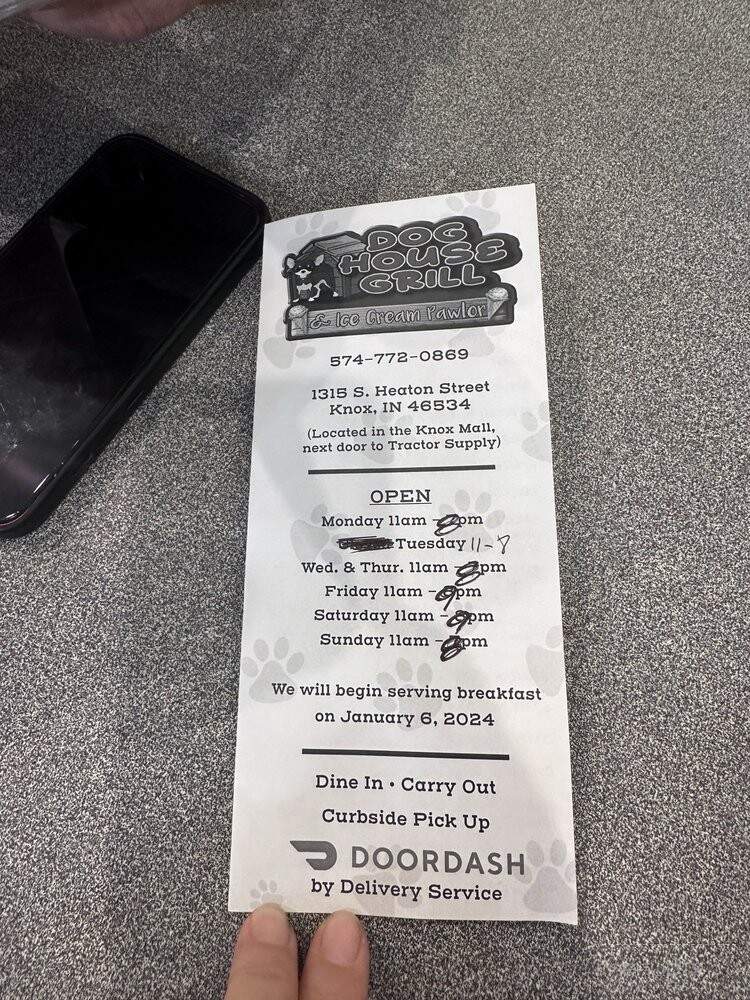 DOG
HOUSE
GRILL
& Ice Cream Pawlor
574-772-0869
1315 S. Heaton Street
Knox, IN 46534
(Located in the Knox Mall,
next door to Tractor Supply)
OPEN
Monday 11am - 8pm
Tuesday 11-7
Wed. & Thur. 11am - 8pm
Friday 11am - 9pm
Saturday 11am - 9pm
Sunday 11am - 8pm
We will begin serving breakfast
on January 6, 2024
Dine In • Carry Out
Curbside Pick Up
DOORDASH
by Delivery Service